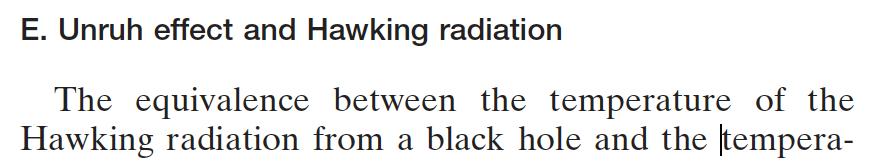 E. Unruh effect and Hawking radiation
The equivalence between the temperature of the
Hawking radiation from a black hole and the tempera-